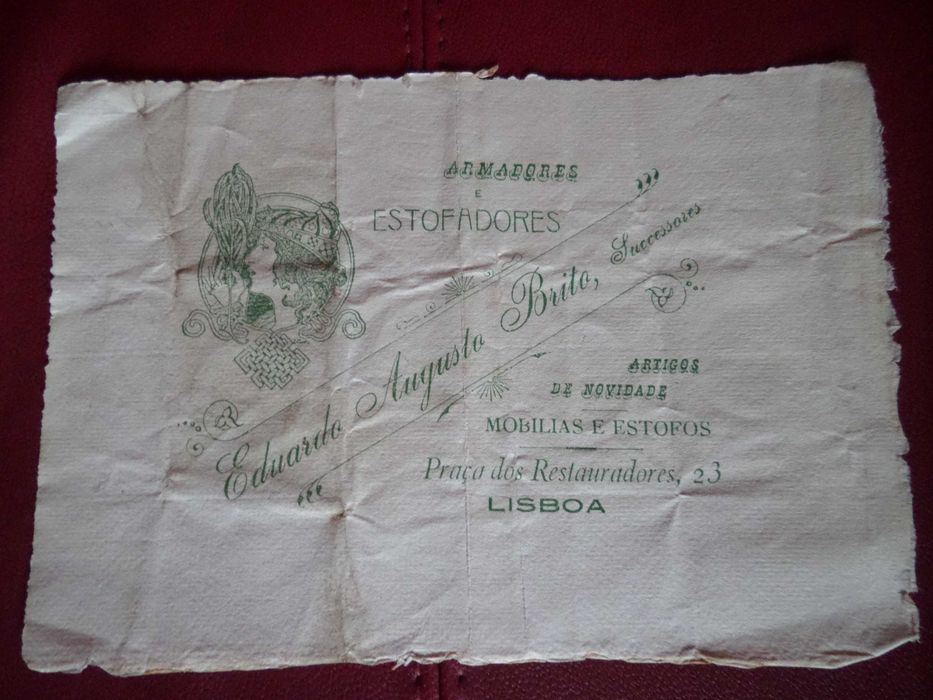 ARMADORES
E
ESTOFADORES
Eduardo Augusto Brito, Successores
ARTIGOS
DE NOVIDADE
MOBILIAS E ESTOFOS
Praça dos Restauradores, 23
LISBOA